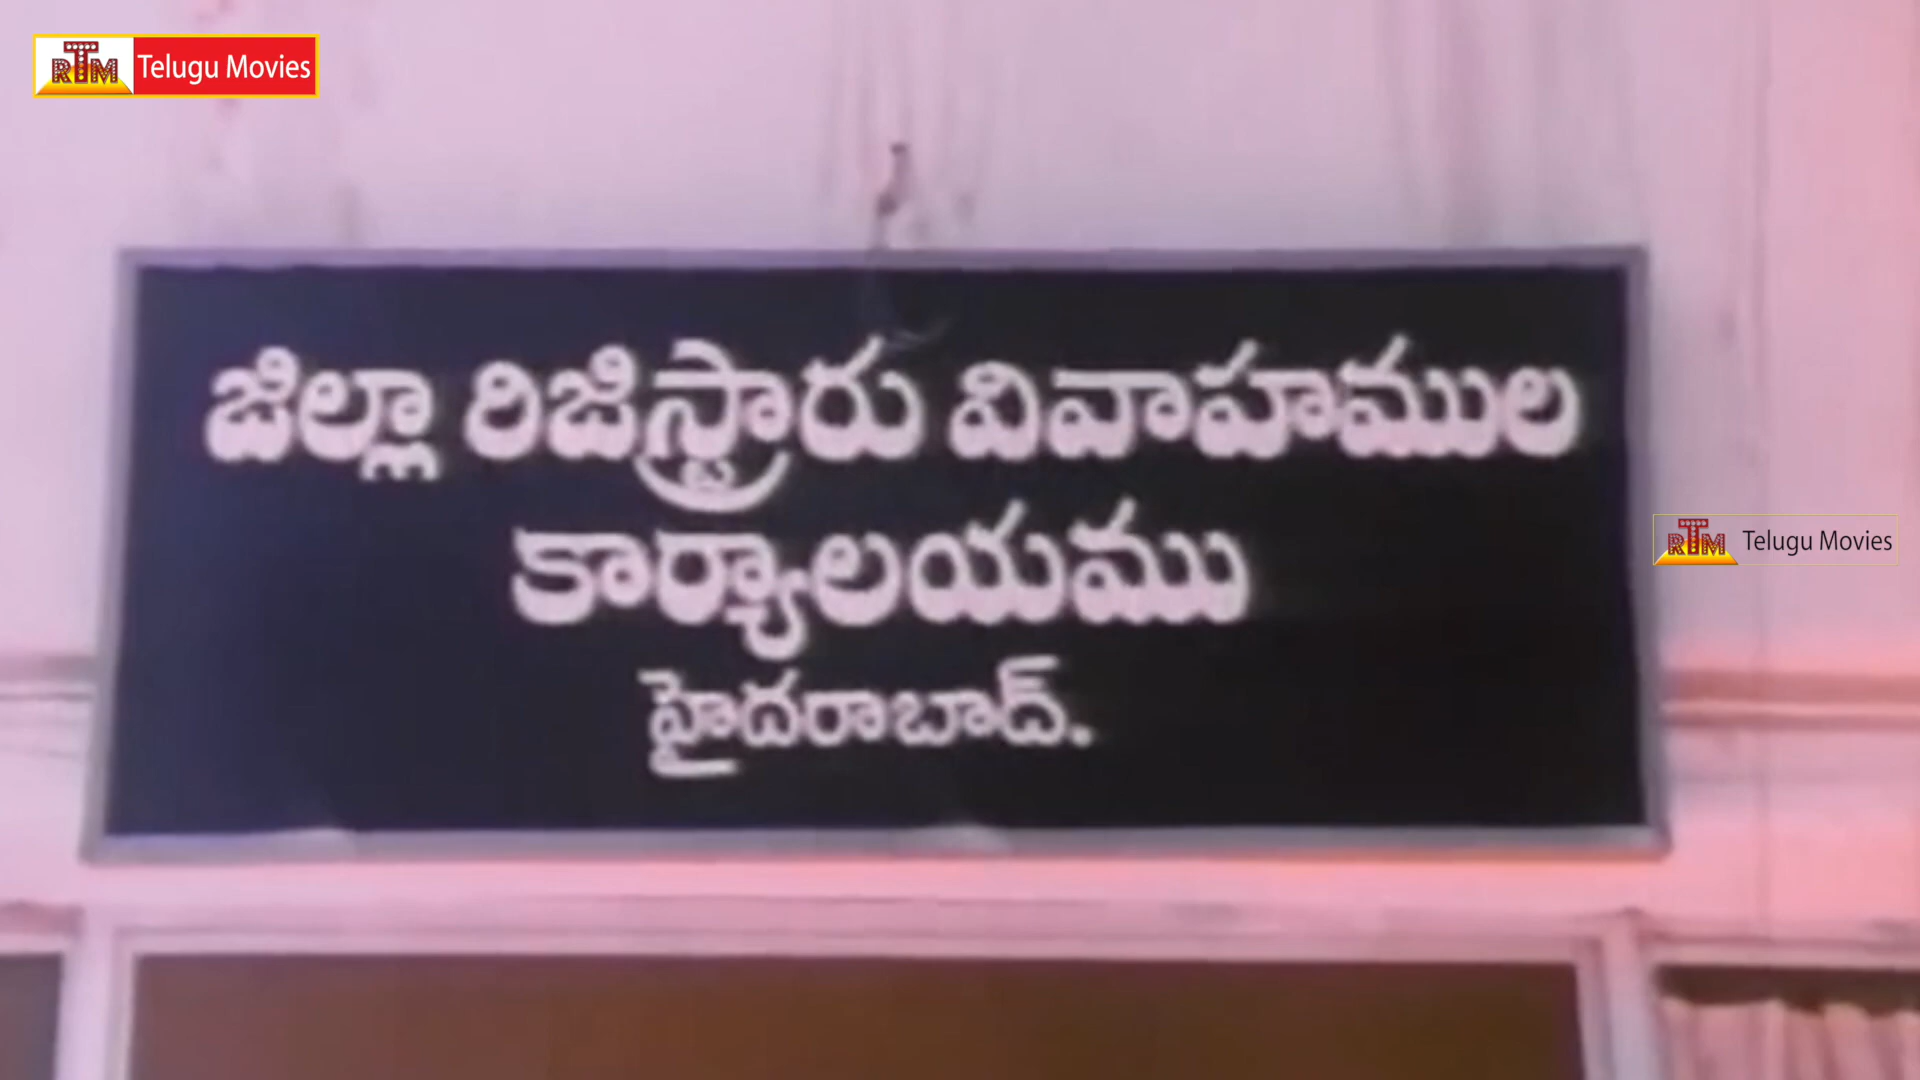 RTM Telugu Movies
జిల్లా రిజిస్ట్రారు వివాహముల
కార్యాలయము
హైదరాబాద్.
RTM Telugu Movies